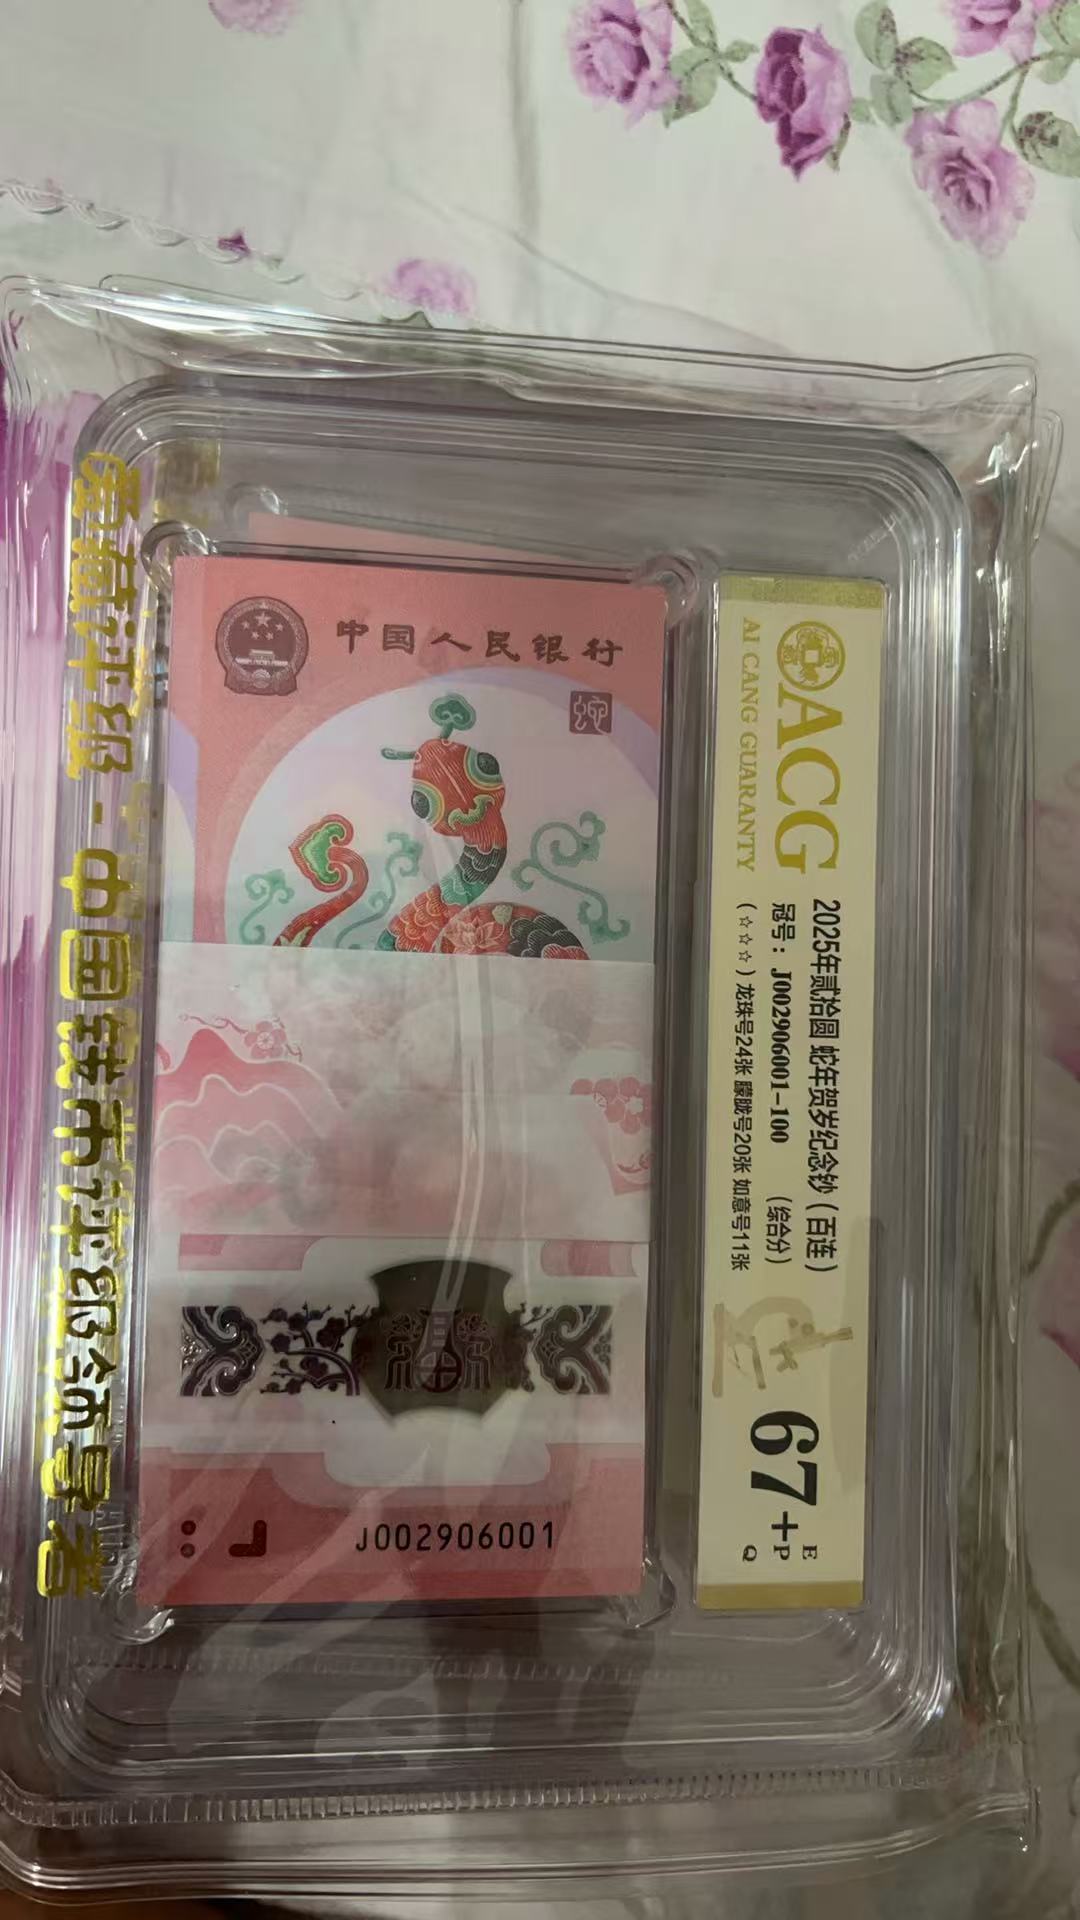 爱藏评级-中国钱币评级领导者
中国人民银行
蛇
J002906001
ACG
AI CANG GUARANTY
2025年贰拾圆 蛇年贺岁纪念钞（百连）
冠号：J002906001-100 （综合分）
（☆☆☆）龙珠号24张 朦胧号20张 如意号11张
67+
E
P
Q